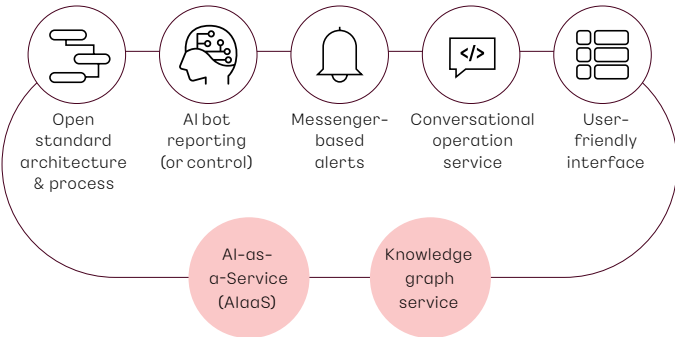 </>
Open
standard
architecture
& process
AI bot
reporting
(or control)
Messenger-
based
alerts
Conversational
operation
service
User-
friendly
interface
AI-as-
a-Service
(AIaaS)
Knowledge
graph
service